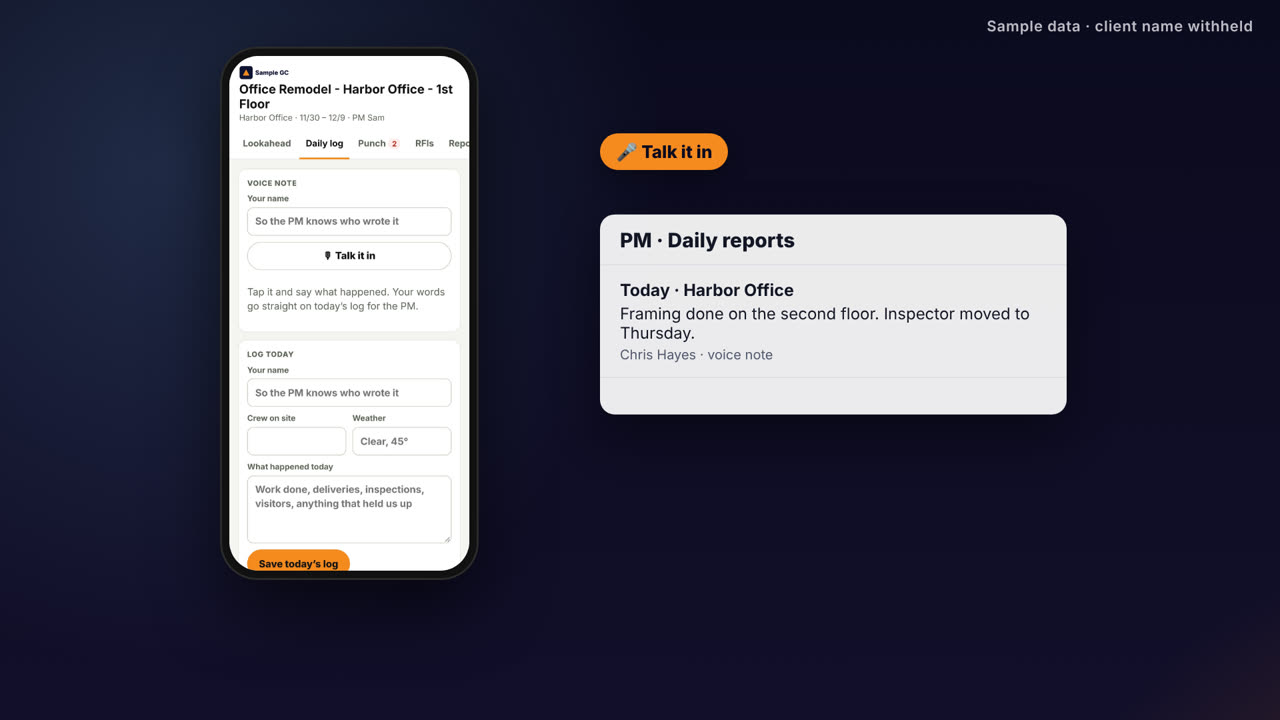 Sample data · client name withheld
Sample GC
Office Remodel - Harbor Office - 1st
Floor
Harbor Office · 11/30 – 12/9 · PM Sam
Lookahead Daily log Punch 2 RFIs Repo
VOICE NOTE
Your name
So the PM knows who wrote it
🎙 Talk it in
Tap it and say what happened. Your words
go straight on today's log for the PM.
LOG TODAY
Your name
So the PM knows who wrote it
Crew on site Weather
Clear, 45°
What happened today
Work done, deliveries, inspections,
visitors, anything that held us up
Save today's log
🎤 Talk it in
PM · Daily reports
Today · Harbor Office
Framing done on the second floor. Inspector moved to
Thursday.
Chris Hayes · voice note